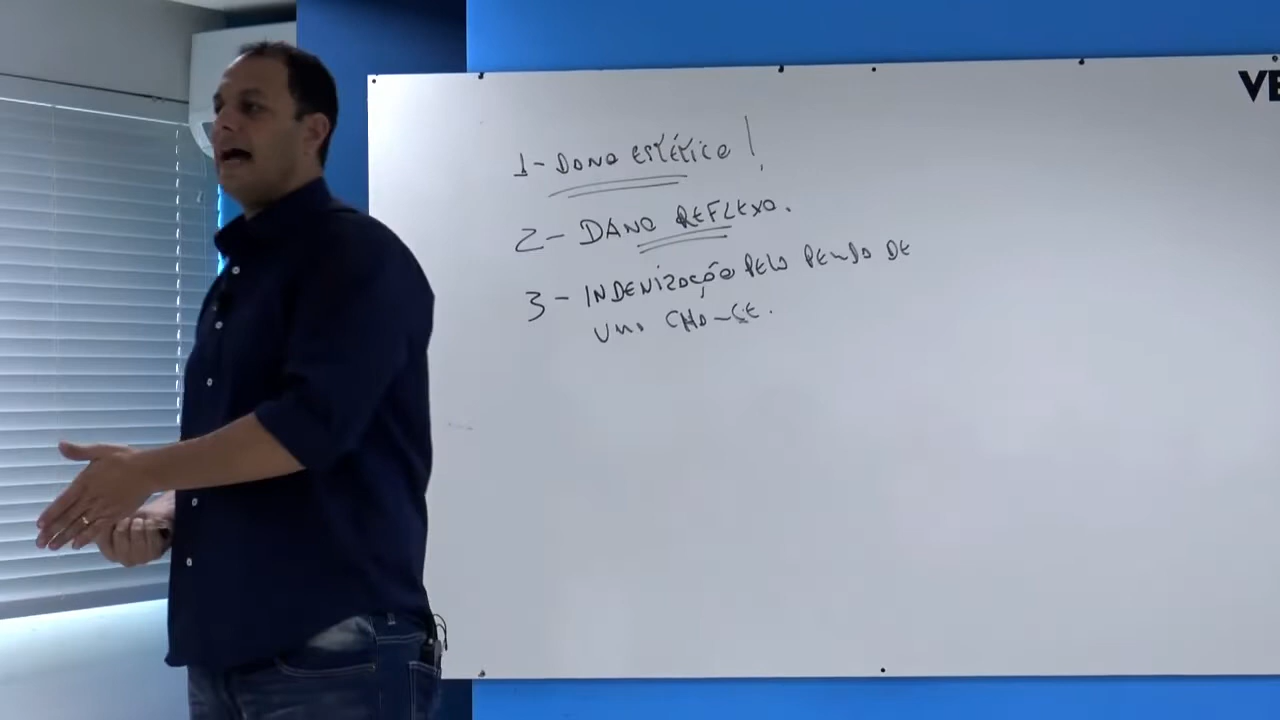 1- DANO ESTÉTICO!
2- DANO REFLEXO.
3- INDENIZAÇÃO PELA PERDA DE
UMA CHANCE.
VE